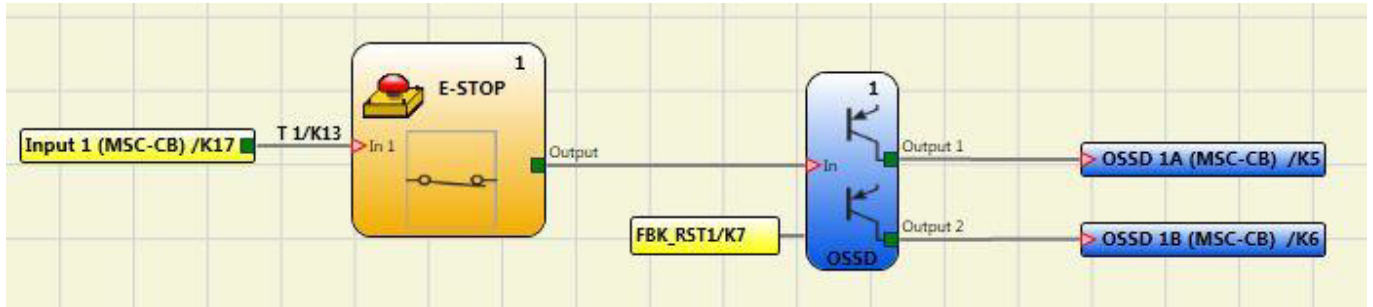 Input 1 (MSC-CB) /K17
T 1/K13
1
E-STOP
In 1
Output
FBK_RST1/K7
1
In
OSSD
Output 1
Output 2
OSSD 1A (MSC-CB) /K5
OSSD 1B (MSC-CB) /K6